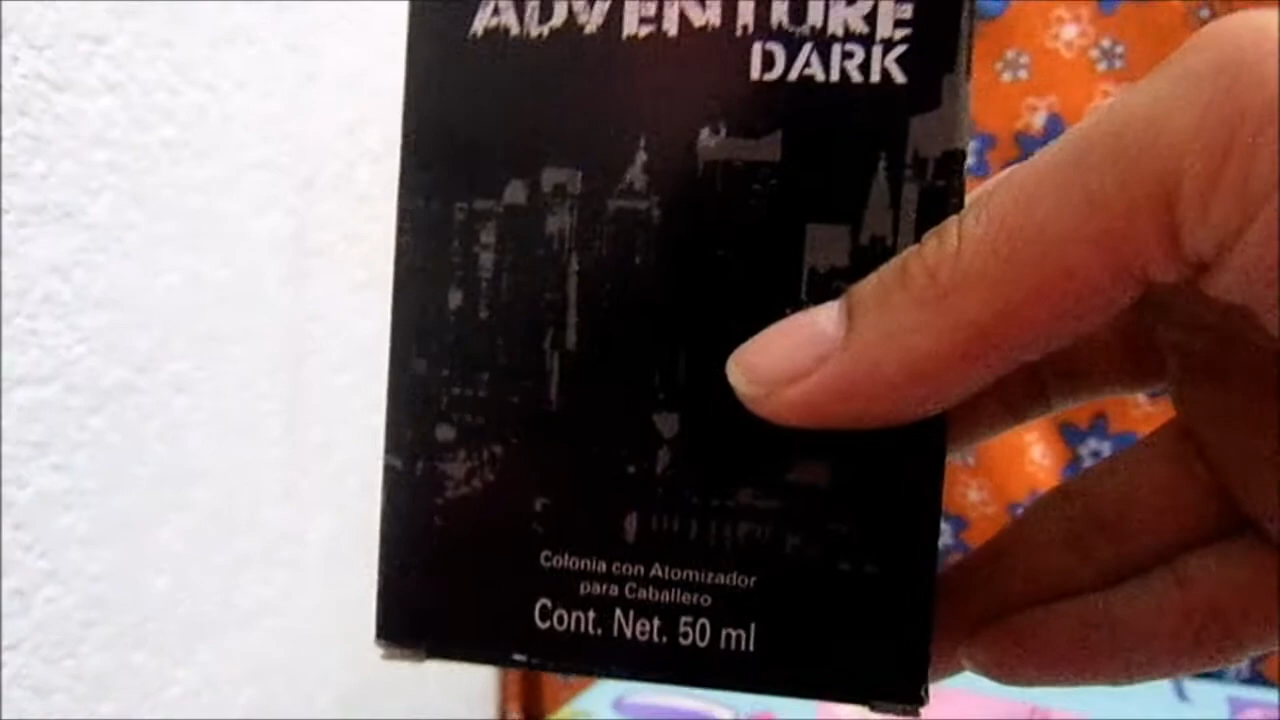 ADVENTURE
DARK
Colonia con Atomizador
para Caballero
Cont. Net. 50 ml